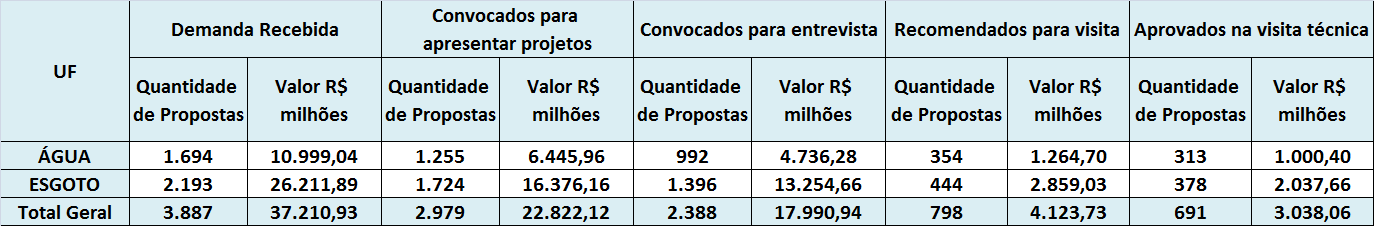 UF Demanda Recebida Convocados para apresentar projetos Convocados para entrevista Recomendados para visita Aprovados na visita técnica
Quantidade de Propostas Valor R$ milhões Quantidade de Propostas Valor R$ milhões Quantidade de Propostas Valor R$ milhões Quantidade de Propostas Valor R$ milhões Quantidade de Propostas Valor R$ milhões
ÁGUA 1.694 10.999,04 1.255 6.445,96 992 4.736,28 354 1.264,70 313 1.000,40
ESGOTO 2.193 26.211,89 1.724 16.376,16 1.396 13.254,66 444 2.859,03 378 2.037,66
Total Geral 3.887 37.210,93 2.979 22.822,12 2.388 17.990,94 798 4.123,73 691 3.038,06